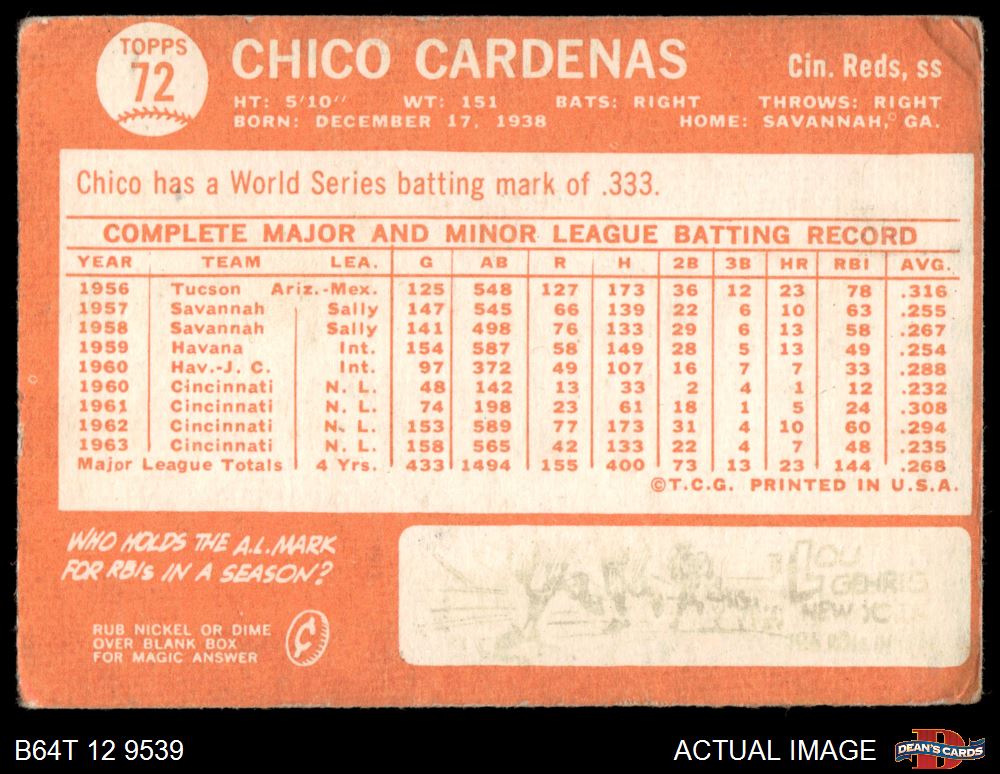 TOPPS
72
CHICO CARDENAS
Cin. Reds, ss
HT: 5'10" WT: 151 BATS: RIGHT THROWS: RIGHT
BORN: DECEMBER 17, 1938 HOME: SAVANNAH, GA.
Chico has a World Series batting mark of .333.
COMPLETE MAJOR AND MINOR LEAGUE BATTING RECORD
YEAR TEAM LEA. G AB R H 2B 3B HR RBI AVG.
1956 Tucson Ariz.-Mex. 125 548 127 173 36 12 23 78 .316
1957 Savannah Sally 147 545 66 139 22 6 10 63 .255
1958 Savannah Sally 141 498 76 133 29 6 13 58 .267
1959 Havana Int. 154 587 58 149 28 5 13 49 .254
1960 Hav.-J. C. Int. 97 372 49 107 16 7 7 33 .288
1960 Cincinnati N. L. 48 142 13 33 2 4 1 12 .232
1961 Cincinnati N. L. 74 198 23 61 18 1 5 24 .308
1962 Cincinnati N. L. 153 589 77 173 31 4 10 60 .294
1963 Cincinnati N. L. 158 565 42 133 22 4 7 48 .235
Major League Totals 4 Yrs. 433 1494 155 400 73 13 23 144 .268
©T.C.G. PRINTED IN U.S.A.
WHO HOLDS THE A.L. MARK
FOR RBIs IN A SEASON?
RUB NICKEL OR DIME
OVER BLANK BOX
FOR MAGIC ANSWER
LOU
GEHRIG
NEW
B64T 12 9539
ACTUAL IMAGE
DEAN'S CARDS